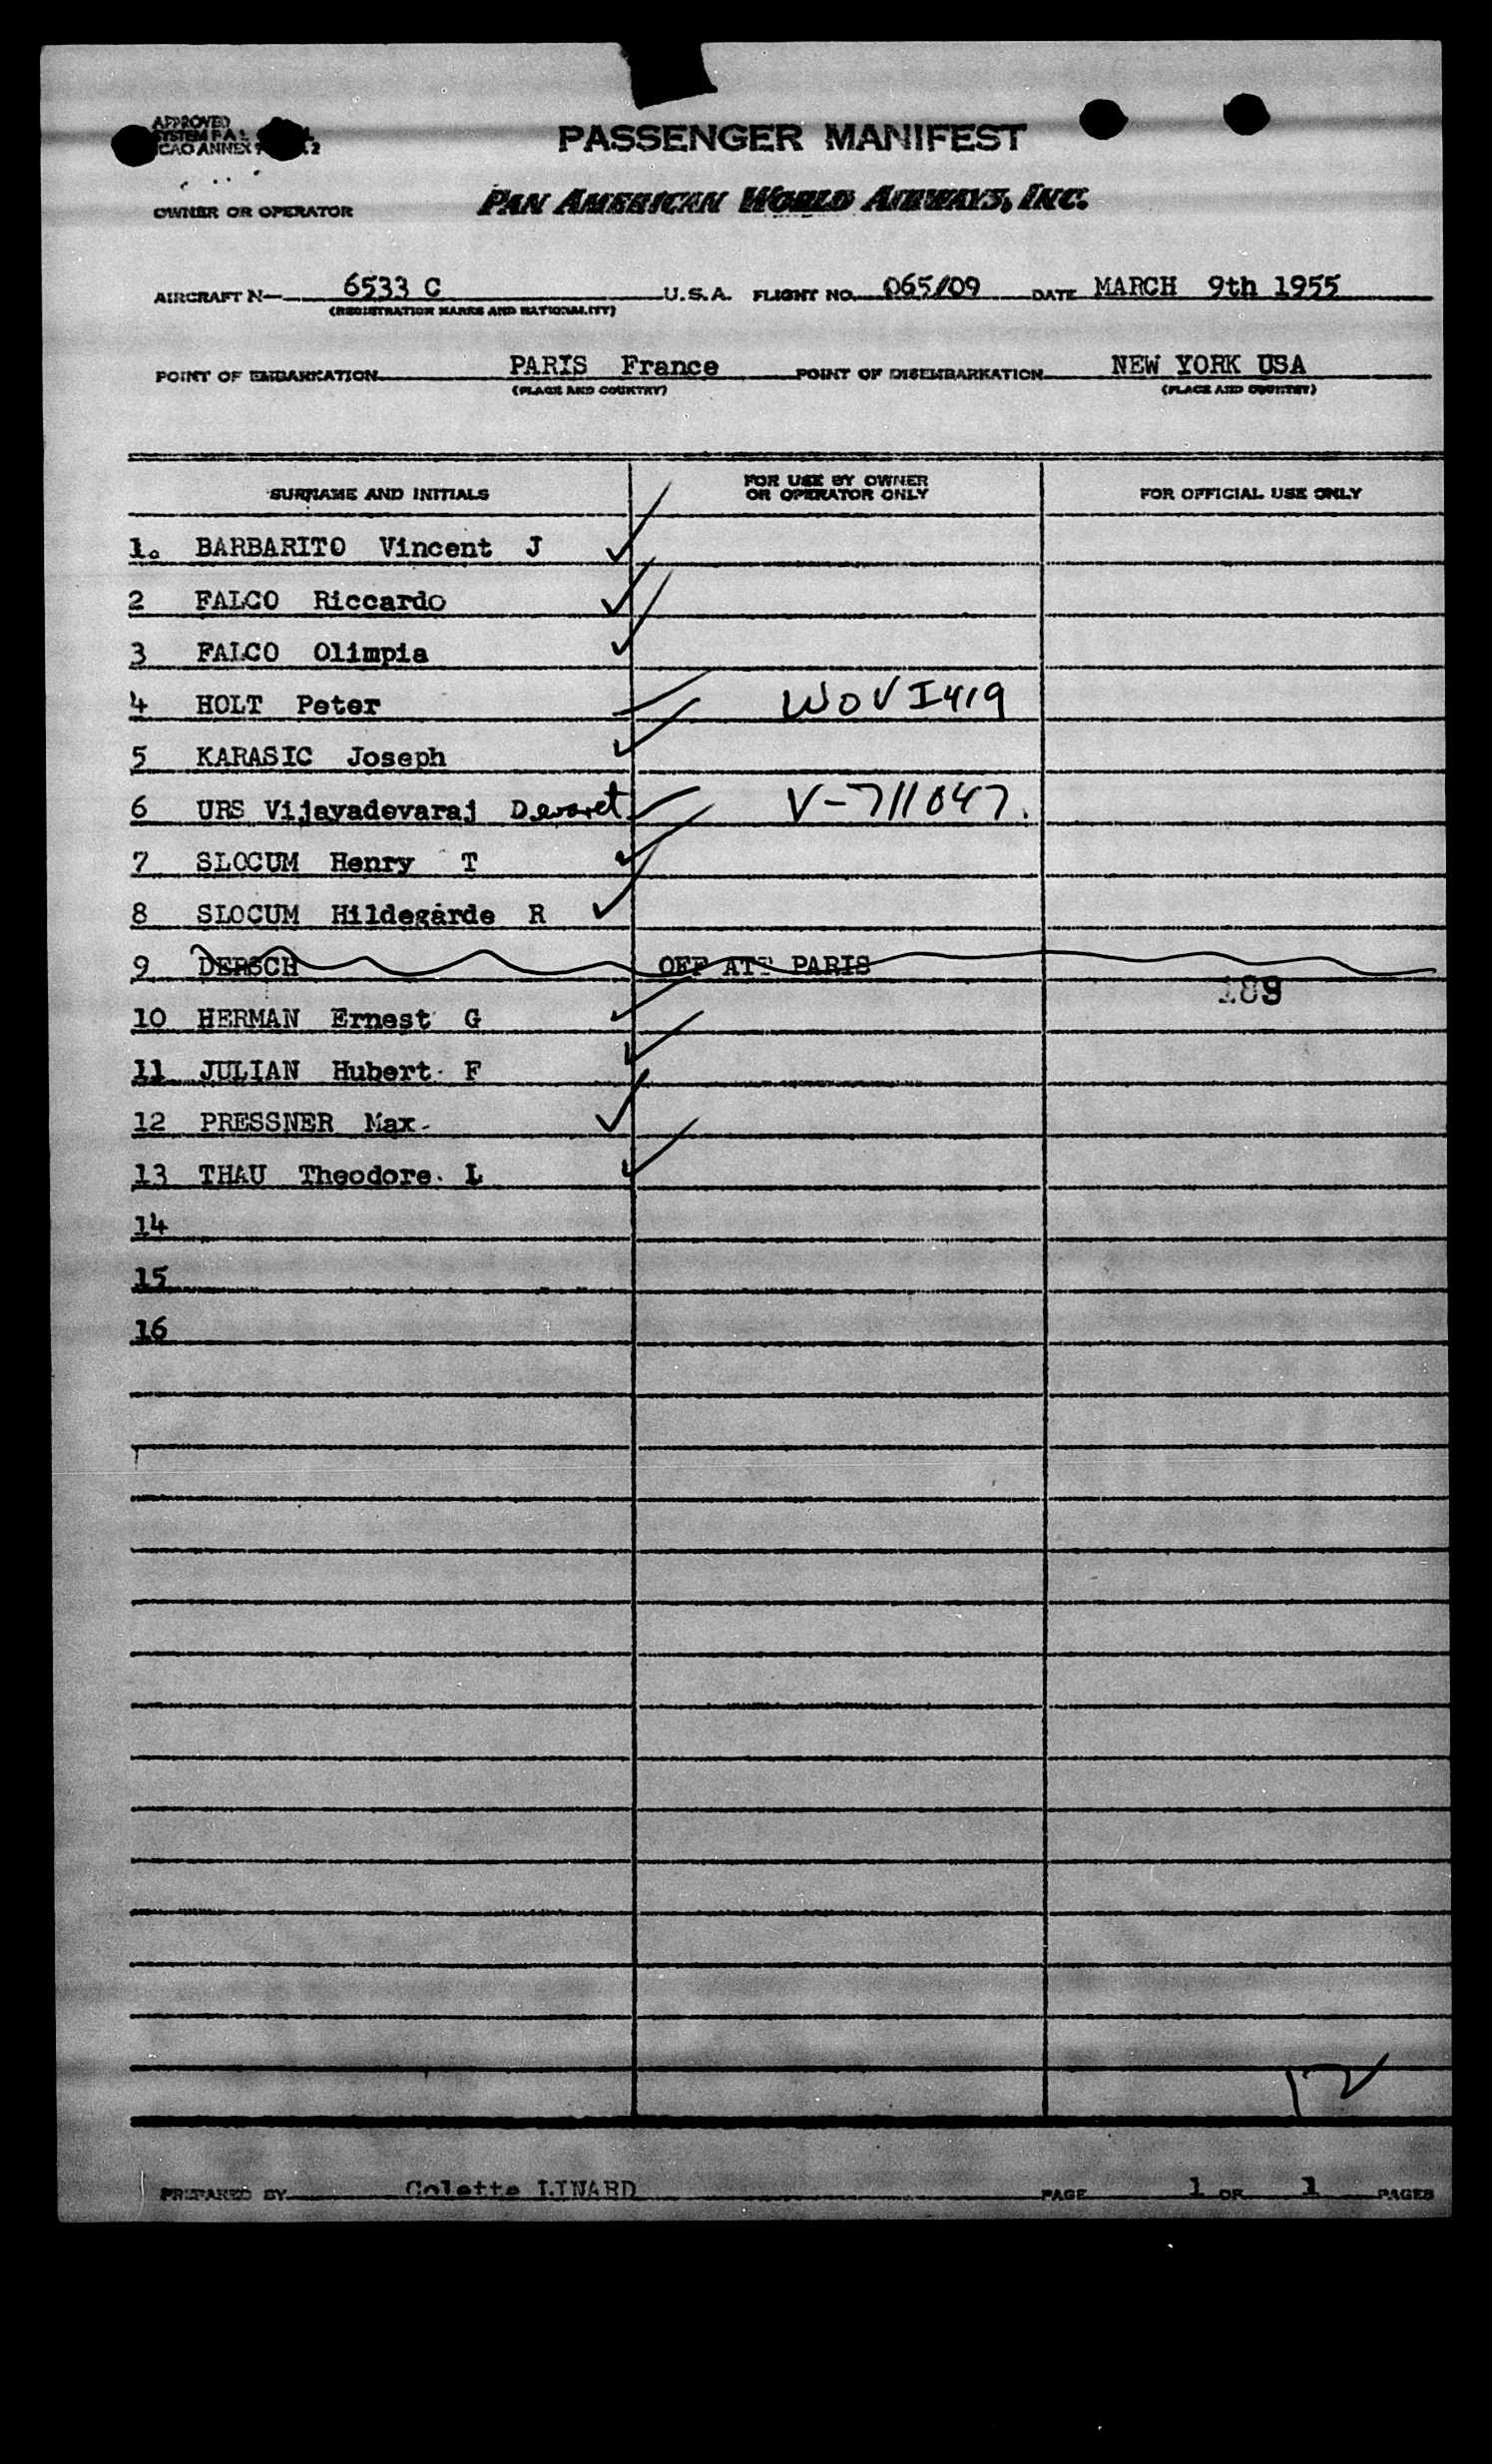 APPROVED
PASSENGER MANIFEST
OWNER OR OPERATOR PAN AMERICAN WORLD AIRWAYS, INC.
AIRCRAFT N— 6533 C U.S.A. FLIGHT NO. 065/09 DATE MARCH 9th 1955
(REGISTRATION MARKS AND NATIONALITY)
POINT OF EMBARKATION PARIS France POINT OF DISEMBARKATION NEW YORK USA
(PLACE AND COUNTRY) (PLACE AND COUNTRY)
SURNAME AND INITIALS FOR USE BY OWNER OR OPERATOR ONLY FOR OFFICIAL USE ONLY
1. BARBARITO Vincent J
2 FALCO Riccardo
3 FALCO Olimpia
4 HOLT Peter WOV I419
5 KARASIC Joseph
6 URS Vijayadevaraj V-711047.
7 SLOCUM Henry T
8 SLOCUM Hildegarde R
9 DERSCH OFF AT PARIS
189
10 HERMAN Ernest G
11 JULIAN Hubert F
12 PRESSNER Max
13 THAU Theodore L
14
15
16
12
PREPARED BY Colette LINARD PAGE 1 OF 1 PAGES